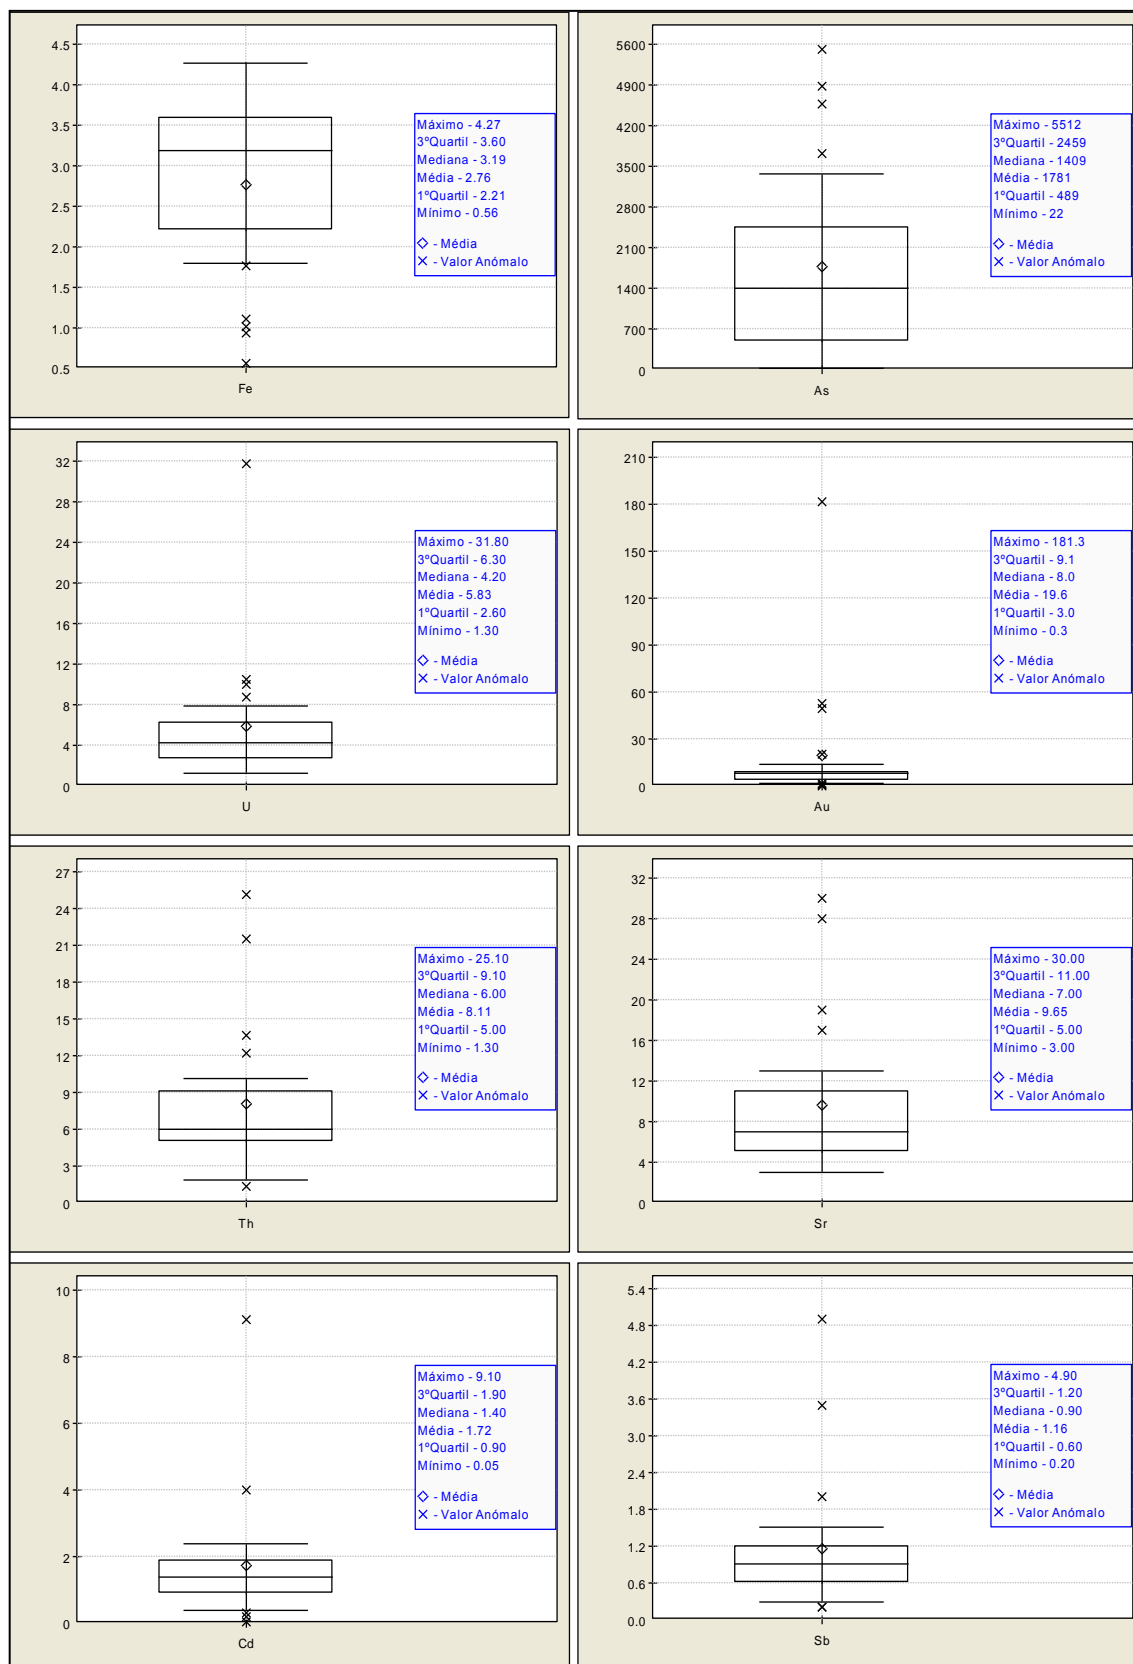 4.5
4.0
3.5
3.0
2.5
2.0
1.5
1.0
0.5
Fe
Máximo - 4.27
3ºQuartil - 3.60
Mediana - 3.19
Média - 2.76
1ºQuartil - 2.21
Mínimo - 0.56
- Média
- Valor Anómalo
5600
4900
4200
3500
2800
2100
1400
700
0
As
Máximo - 5512
3ºQuartil - 2459
Mediana - 1409
Média - 1781
1ºQuartil - 489
Mínimo - 22
- Média
- Valor Anómalo
32
28
24
20
16
12
8
4
0
U
Máximo - 31.80
3ºQuartil - 6.30
Mediana - 4.20
Média - 5.83
1ºQuartil - 2.60
Mínimo - 1.30
- Média
- Valor Anómalo
210
180
150
120
90
60
30
0
Au
Máximo - 181.3
3ºQuartil - 9.1
Mediana - 8.0
Média - 19.6
1ºQuartil - 3.0
Mínimo - 0.3
- Média
- Valor Anómalo
27
24
21
18
15
12
9
6
3
0
Th
Máximo - 25.10
3ºQuartil - 9.10
Mediana - 6.00
Média - 8.11
1ºQuartil - 5.00
Mínimo - 1.30
- Média
- Valor Anómalo
32
28
24
20
16
12
8
4
0
Sr
Máximo - 30.00
3ºQuartil - 11.00
Mediana - 7.00
Média - 9.65
1ºQuartil - 5.00
Mínimo - 3.00
- Média
- Valor Anómalo
10
8
6
4
2
0
Cd
Máximo - 9.10
3ºQuartil - 1.90
Mediana - 1.40
Média - 1.72
1ºQuartil - 0.90
Mínimo - 0.05
- Média
- Valor Anómalo
5.4
4.8
4.2
3.6
3.0
2.4
1.8
1.2
0.6
0.0
Sb
Máximo - 4.90
3ºQuartil - 1.20
Mediana - 0.90
Média - 1.16
1ºQuartil - 0.60
Mínimo - 0.20
- Média
- Valor Anómalo